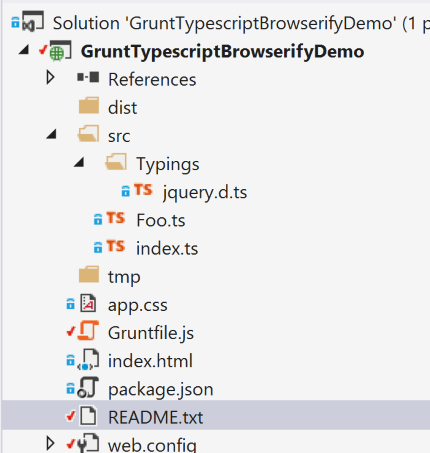 Solution 'GruntTypescriptBrowserifyDemo' (1 p
GruntTypescriptBrowserifyDemo
References
dist
src
Typings
TS jquery.d.ts
TS Foo.ts
TS index.ts
tmp
app.css
Gruntfile.js
index.html
package.json
README.txt
web.config